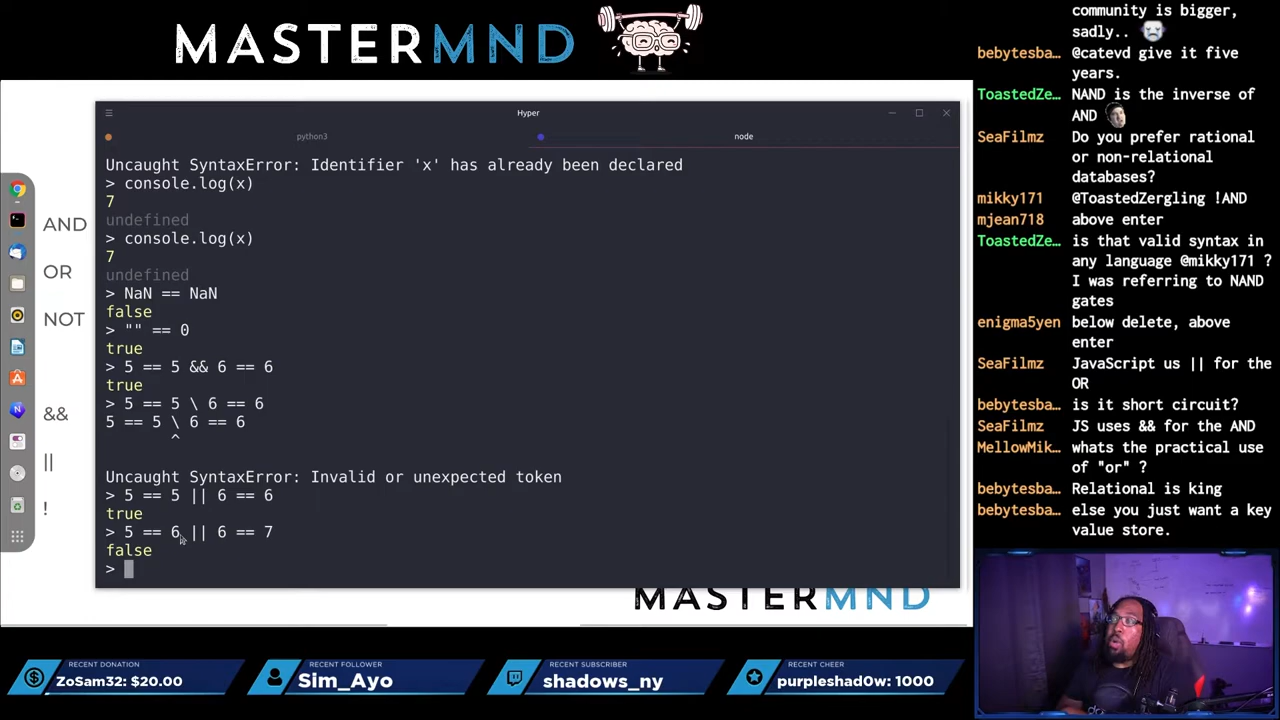 MASTERMND
AND
OR
NOT
&&
||
!
Hyper
python3
node
Uncaught SyntaxError: Identifier 'x' has already been declared
> console.log(x)
7
undefined
> console.log(x)
7
undefined
> NaN == NaN
false
> "" == 0
true
> 5 == 5 && 6 == 6
true
> 5 == 5 \ 6 == 6
5 == 5 \ 6 == 6
^
Uncaught SyntaxError: Invalid or unexpected token
> 5 == 5 || 6 == 6
true
> 5 == 6 || 6 == 7
false
>
MASTERMND
community is bigger,
sadly..
bebytesba… @catevd give it five
years.
ToastedZe… NAND is the inverse of
AND
SeaFilmz Do you prefer rational
or non-relational
databases?
mikky171 @ToastedZergling !AND
mjean718 above enter
ToastedZe… is that valid syntax in
any language @mikky171 ?
I was referring to NAND
gates
enigma5yen below delete, above
enter
SeaFilmz JavaScript us || for the
OR
bebytesba… is it short circuit?
SeaFilmz JS uses && for the AND
MellowMik… whats the practical use
of "or" ?
bebytesba… Relational is king
bebytesba… else you just want a key
value store.
RECENT DONATION
ZoSam32: $20.00
RECENT FOLLOWER
Sim_Ayo
RECENT SUBSCRIBER
shadows_ny
RECENT CHEER
purpleshad0w: 1000